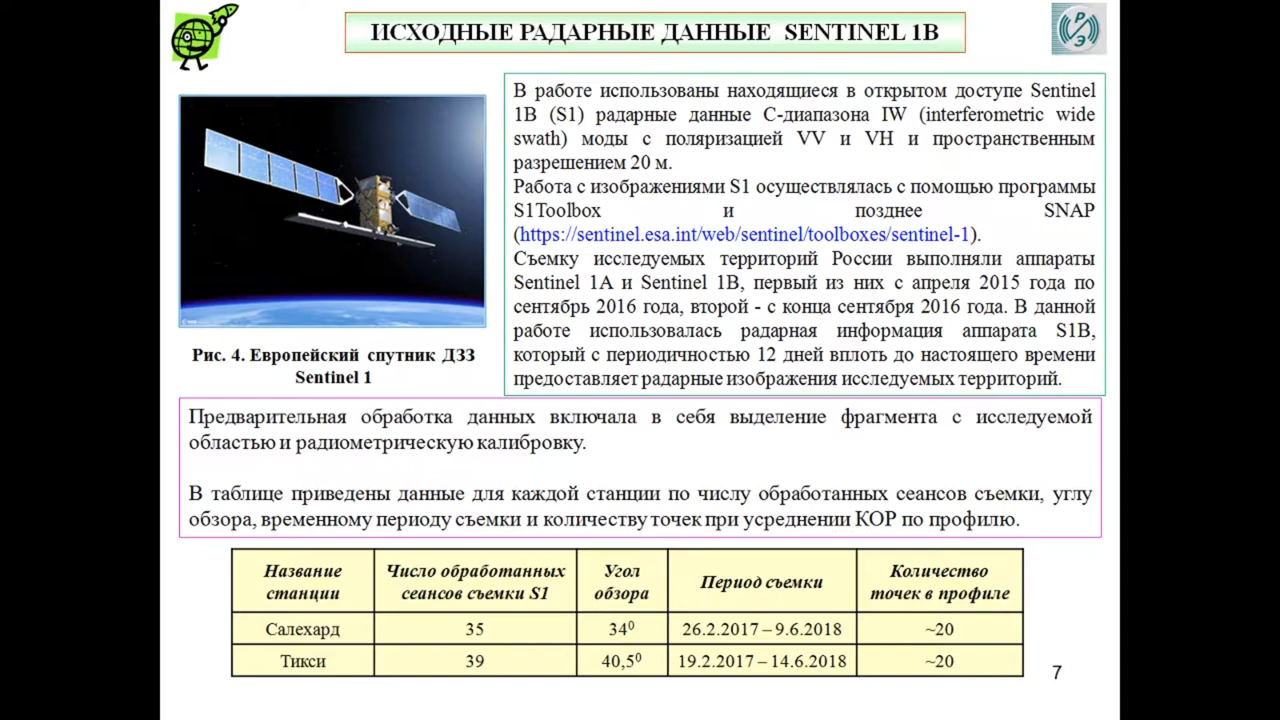 ИСХОДНЫЕ РАДАРНЫЕ ДАННЫЕ SENTINEL 1B
РЭ
В работе использованы находящиеся в открытом доступе Sentinel
1B (S1) радарные данные С-диапазона IW (interferometric wide
swath) моды с поляризацией VV и VH и пространственным
разрешением 20 м.
Работа с изображениями S1 осуществлялась с помощью программы
S1Toolbox и позднее SNAP
(https://sentinel.esa.int/web/sentinel/toolboxes/sentinel-1).
Съемку исследуемых территорий России выполняли аппараты
Sentinel 1A и Sentinel 1B, первый из них с апреля 2015 года по
сентябрь 2016 года, второй - с конца сентября 2016 года. В данной
работе использовалась радарная информация аппарата S1B,
который с периодичностью 12 дней вплоть до настоящего времени
предоставляет радарные изображения исследуемых территорий.
Рис. 4. Европейский спутник ДЗЗ
Sentinel 1
Предварительная обработка данных включала в себя выделение фрагмента с исследуемой
областью и радиометрическую калибровку.
В таблице приведены данные для каждой станции по числу обработанных сеансов съемки, углу
обзора, временному периоду съемки и количеству точек при усреднении КОР по профилю.
Название станции Число обработанных сеансов съемки S1 Угол обзора Период съемки Количество точек в профиле
Салехард 35 34⁰ 26.2.2017 – 9.6.2018 ~20
Тикси 39 40,5⁰ 19.2.2017 – 14.6.2018 ~20
7